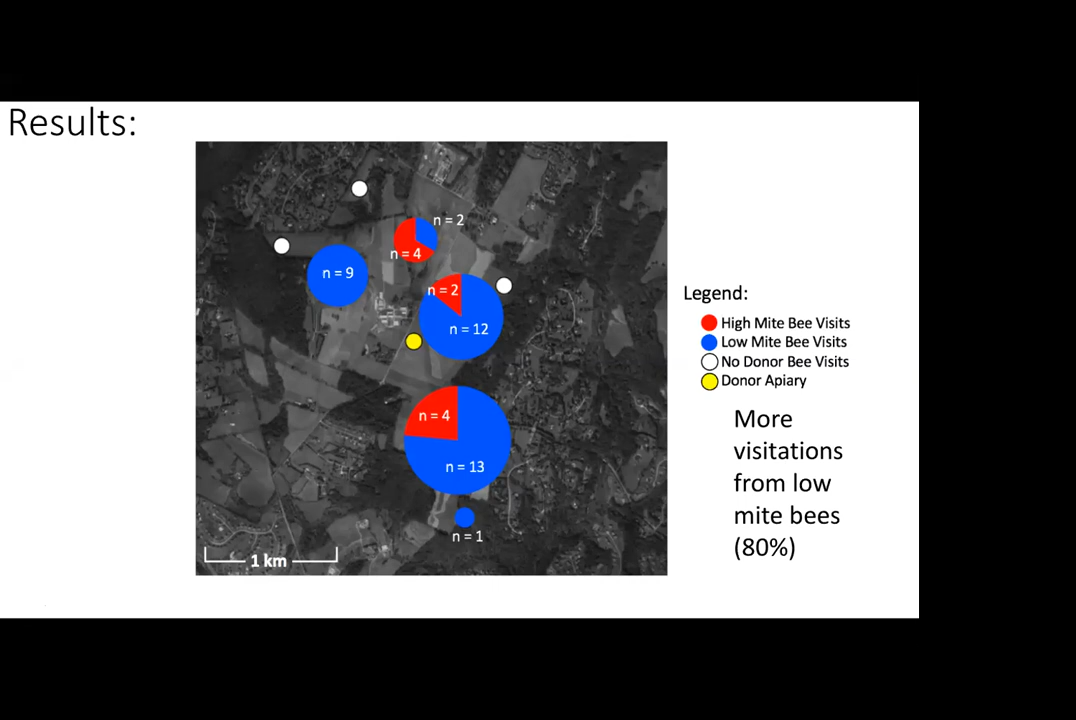 Results:
n = 2
n = 4
n = 9
n = 2
n = 12
n = 4
n = 13
n = 1
1 km
Legend:
High Mite Bee Visits
Low Mite Bee Visits
No Donor Bee Visits
Donor Apiary
More
visitations
from low
mite bees
(80%)